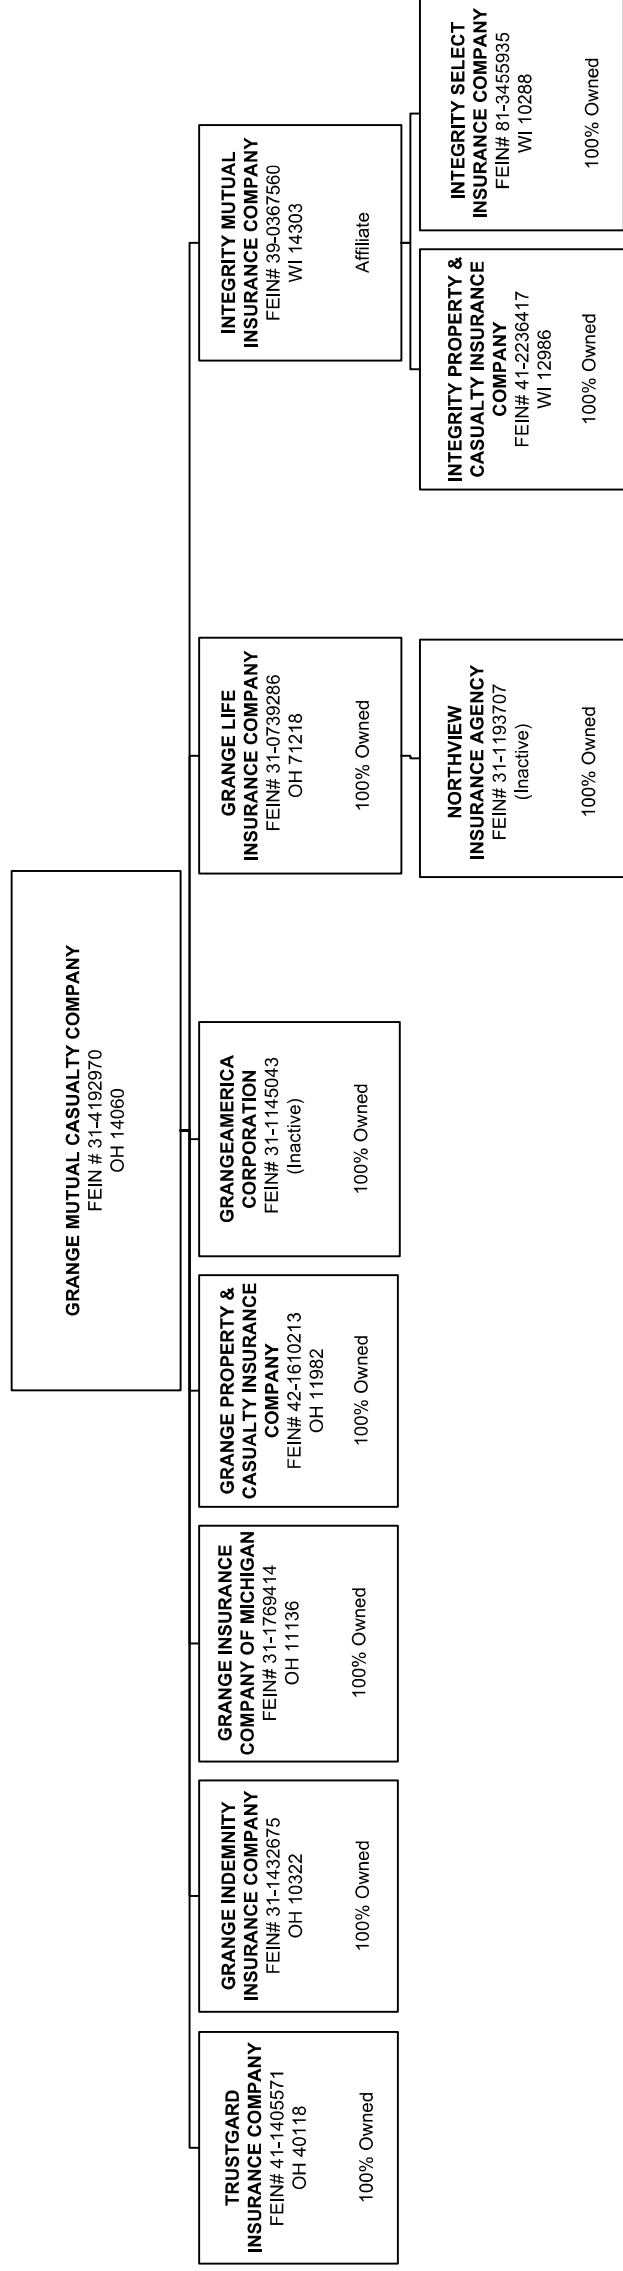 GRANGE MUTUAL CASUALTY COMPANY
FEIN # 31-4192970
OH 14060
TRUSTGARD
INSURANCE COMPANY
FEIN# 41-1405571
OH 40118
100% Owned
GRANGE INDEMNITY
INSURANCE COMPANY
FEIN# 31-1432675
OH 10322
100% Owned
GRANGE INSURANCE
COMPANY OF MICHIGAN
FEIN# 31-1769414
OH 11136
100% Owned
GRANGE PROPERTY &
CASUALTY INSURANCE
COMPANY
FEIN# 42-1610213
OH 11982
100% Owned
GRANGEAMERICA
CORPORATION
FEIN# 31-1145043
(Inactive)
100% Owned
GRANGE LIFE
INSURANCE COMPANY
FEIN# 31-0739286
OH 71218
100% Owned
INTEGRITY MUTUAL
INSURANCE COMPANY
FEIN# 39-0367560
WI 14303
Affiliate
NORTHVIEW
INSURANCE AGENCY
FEIN# 31-1193707
(Inactive)
100% Owned
INTEGRITY PROPERTY &
CASUALTY INSURANCE
COMPANY
FEIN# 41-2236417
WI 12986
100% Owned
INTEGRITY SELECT
INSURANCE COMPANY
FEIN# 81-3455935
WI 10288
100% Owned